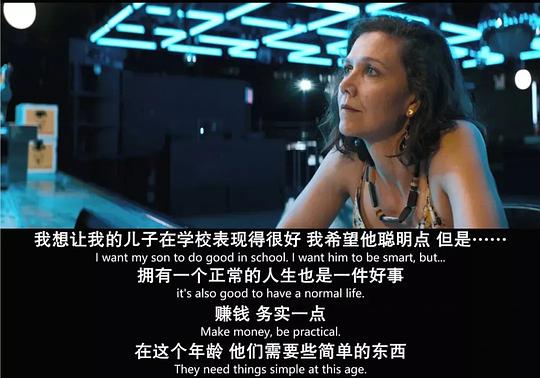 我想让我的儿子在学校表现得很好 我希望他聪明点 但是……
I want my son to do good in school. I want him to be smart, but...
拥有一个正常的人生也是一件好事
it's also good to have a normal life.
赚钱 务实一点
Make money, be practical.
在这个年龄 他们需要些简单的东西
They need things simple at this age.